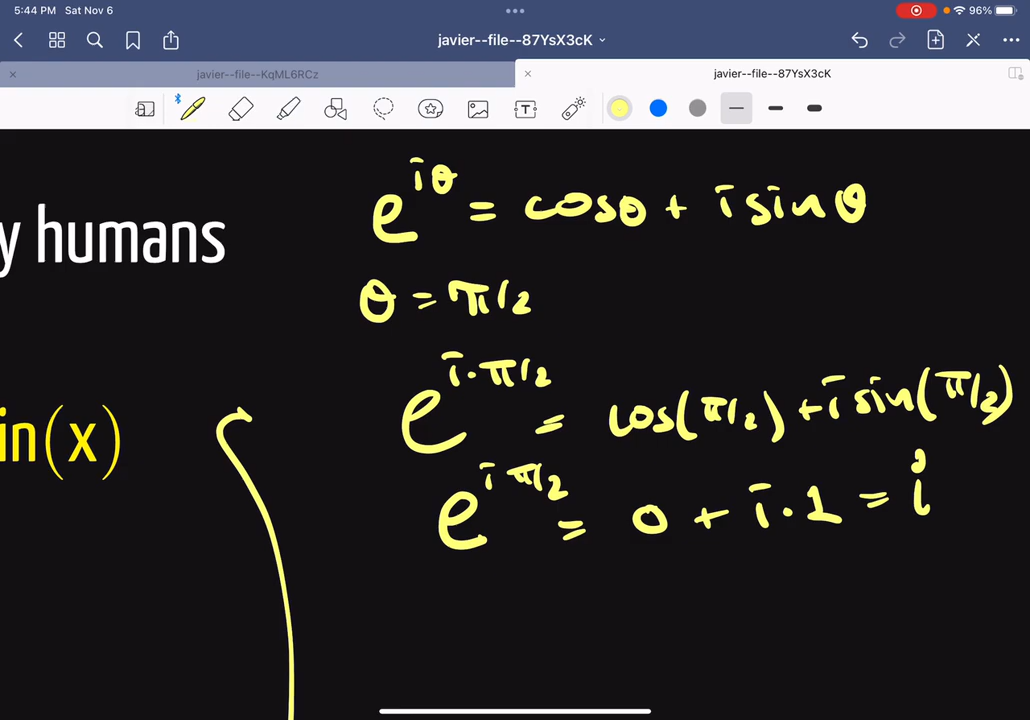 5:44 PM Sat Nov 6
96%
javier--file--87YsX3cK
javier--file--KqML6RCz
javier--file--87YsX3cK
T
y humans
in(x)
e^{iθ} = cosθ + i sinθ
θ = π/2
e^{i·π/2} = cos(π/2) + i sin(π/2)
e^{iπ/2} = 0 + i·1 = i